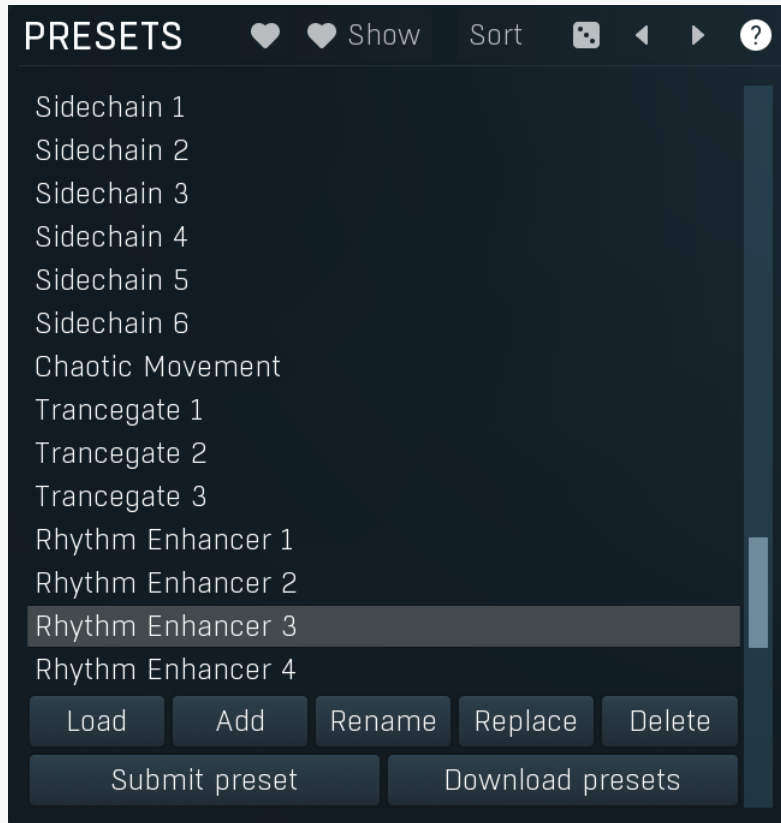 PRESETS Show Sort ?
Sidechain 1
Sidechain 2
Sidechain 3
Sidechain 4
Sidechain 5
Sidechain 6
Chaotic Movement
Trancegate 1
Trancegate 2
Trancegate 3
Rhythm Enhancer 1
Rhythm Enhancer 2
Rhythm Enhancer 3
Rhythm Enhancer 4
Load Add Rename Replace Delete
Submit preset Download presets